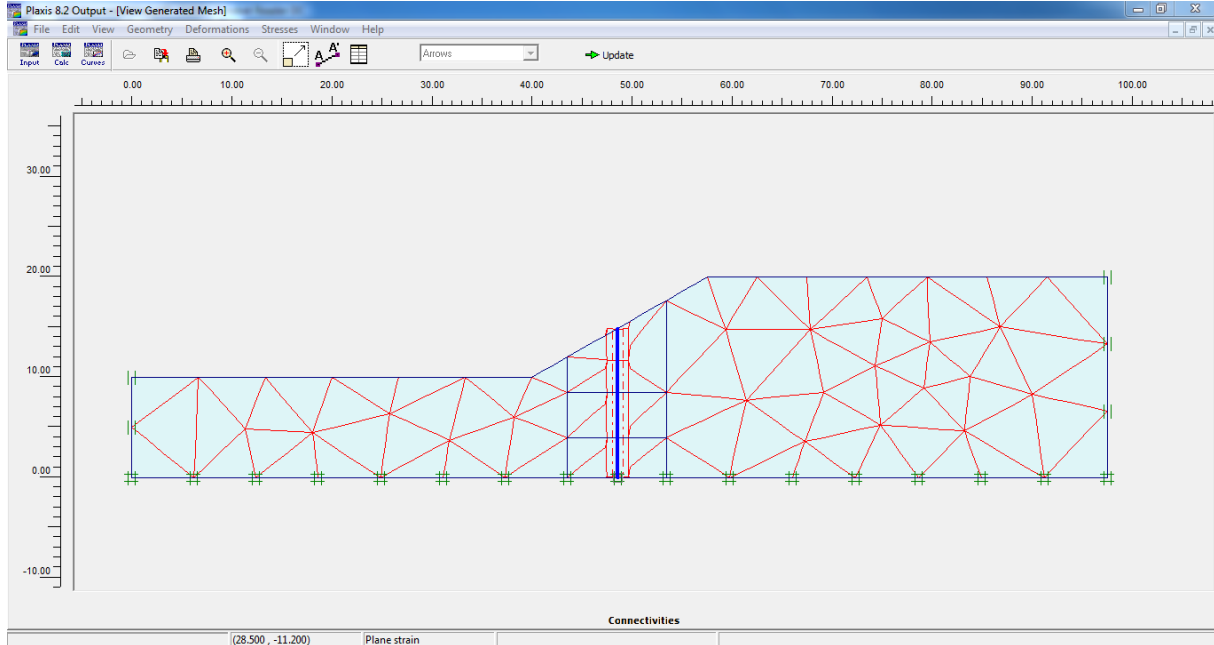 Plaxis 8.2 Output - [View Generated Mesh]
File Edit View Geometry Deformations Stresses Window Help
Input Calc Curves Arrows Update
0.00 10.00 20.00 30.00 40.00 50.00 60.00 70.00 80.00 90.00 100.00
30.00
20.00
10.00
0.00
-10.00
Connectivities
(28.500 , -11.200) Plane strain